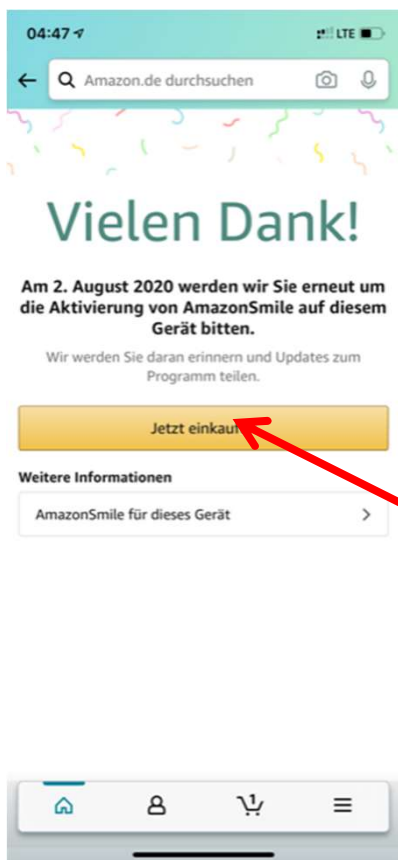 04:47
LTE
Amazon.de durchsuchen
Vielen Dank!
Am 2. August 2020 werden wir Sie erneut um
die Aktivierung von AmazonSmile auf diesem
Gerät bitten.
Wir werden Sie daran erinnern und Updates zum
Programm teilen.
Jetzt einkauf
Weitere Informationen
AmazonSmile für dieses Gerät
1